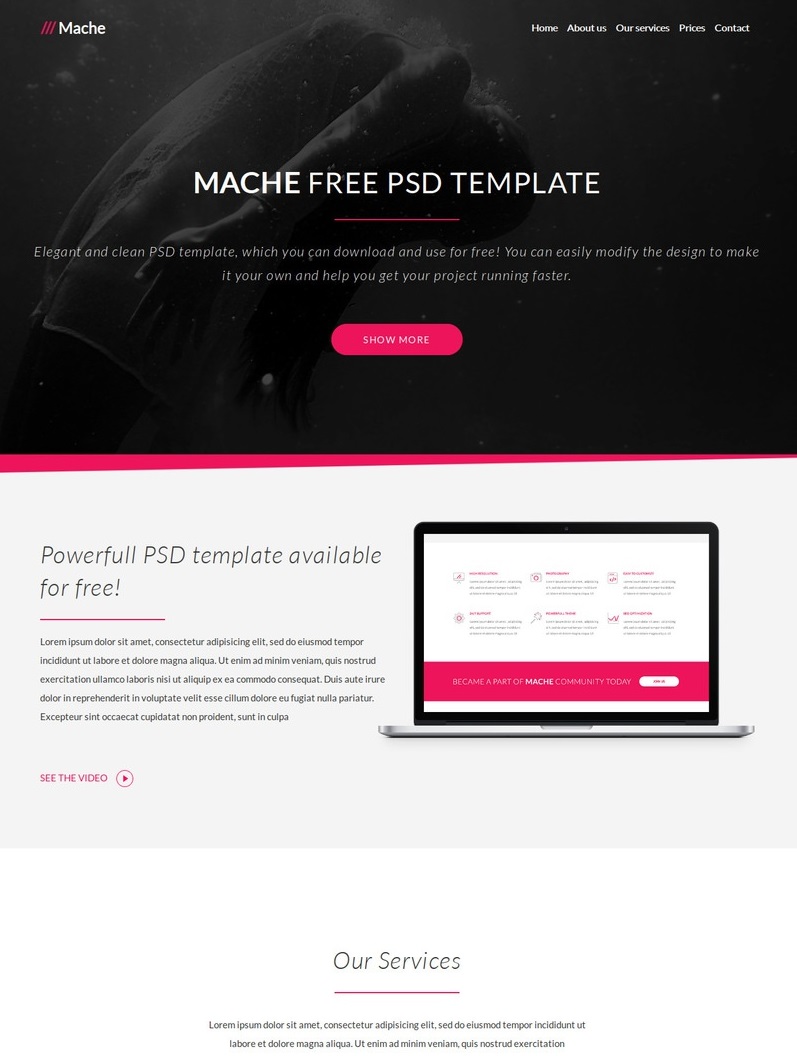 /// Mache
Home About us Our services Prices Contact
MACHE FREE PSD TEMPLATE
Elegant and clean PSD template, which you can download and use for free! You can easily modify the design to make
it your own and help you get your project running faster.
SHOW MORE
Powerfull PSD template available
for free!
Lorem ipsum dolor sit amet, consectetur adipisicing elit, sed do eiusmod tempor
incididunt ut labore et dolore magna aliqua. Ut enim ad minim veniam, quis nostrud
exercitation ullamco laboris nisi ut aliquip ex ea commodo consequat. Duis aute irure
dolor in reprehenderit in voluptate velit esse cillum dolore eu fugiat nulla pariatur.
Excepteur sint occaecat cupidatat non proident, sunt in culpa
SEE THE VIDEO
BECAME A PART OF MACHE COMMUNITY TODAY
Our Services
Lorem ipsum dolor sit amet, consectetur adipisicing elit, sed do eiusmod tempor incididunt ut
labore et dolore magna aliqua. Ut enim ad minim veniam, quis nostrud exercitation